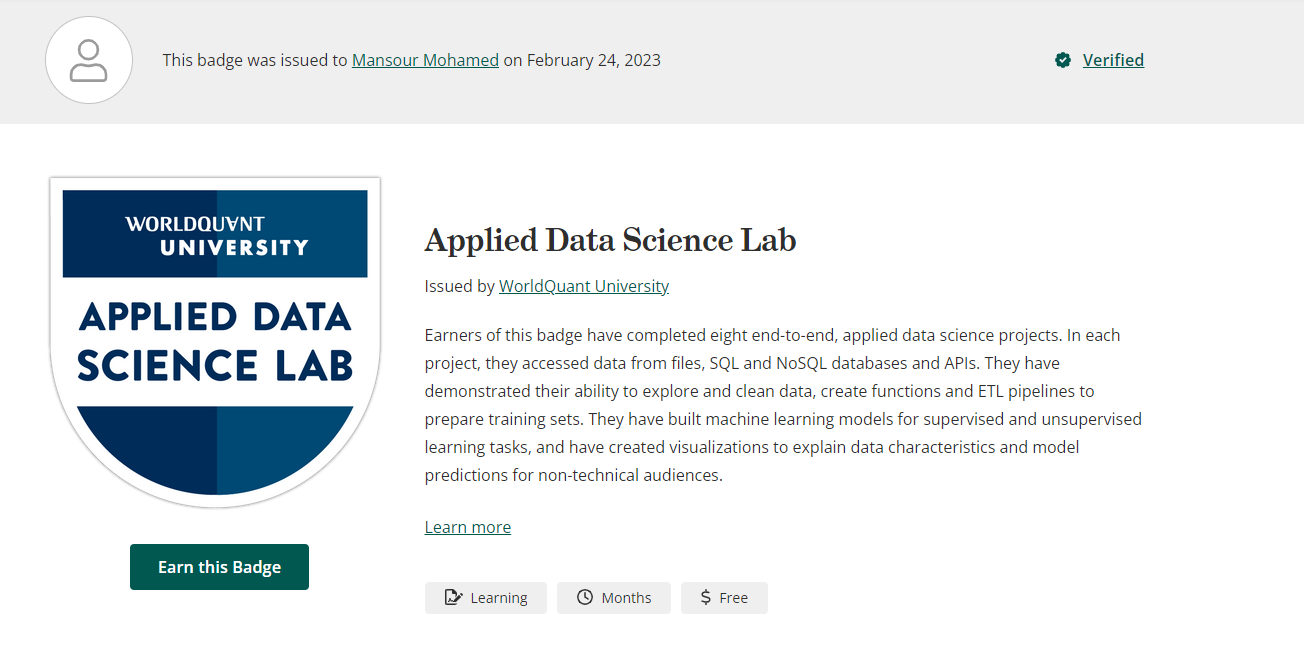 This badge was issued to Mansour Mohamed on February 24, 2023
Verified
WORLDQUANT
UNIVERSITY
APPLIED DATA
SCIENCE LAB
Earn this Badge
Applied Data Science Lab
Issued by WorldQuant University
Earners of this badge have completed eight end-to-end, applied data science projects. In each
project, they accessed data from files, SQL and NoSQL databases and APIs. They have
demonstrated their ability to explore and clean data, create functions and ETL pipelines to
prepare training sets. They have built machine learning models for supervised and unsupervised
learning tasks, and have created visualizations to explain data characteristics and model
predictions for non-technical audiences.
Learn more
Learning
Months
Free